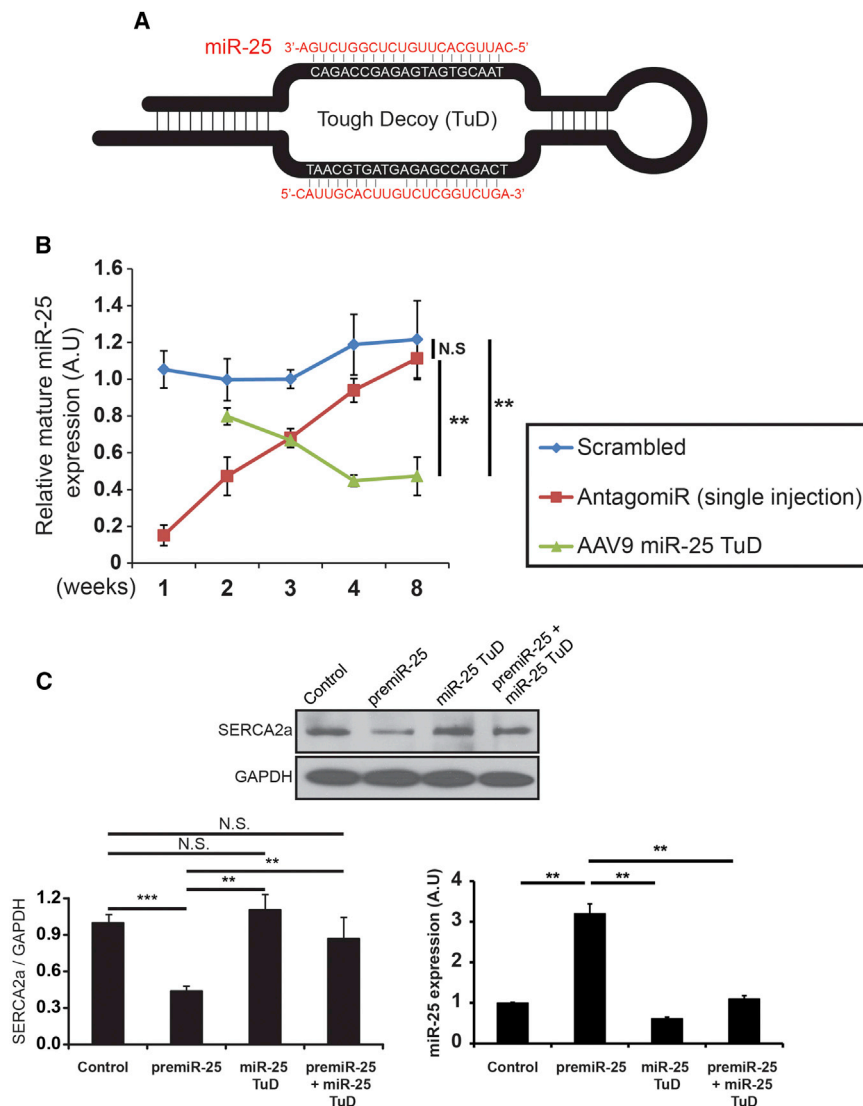 A
miR-25
3'-AGUCUGGCUCUGUUCACGUUAC-5'
CAGACCGAGAGTAGTGCAAT
Tough Decoy (TuD)
TAACGTGATGAGAGCCAGACT
5'-CAUUGCACUUGUCUCGGUCUGA-3'
B
Relative mature miR-25
expression (A.U)
1.6
1.4
1.2
1.0
0.8
0.6
0.4
0.2
0
(weeks)
1
2
3
4
8
N.S
**
**
Scrambled
AntagomiR (single injection)
AAV9 miR-25 TuD
C
Control
premiR-25
miR-25 TuD
premiR-25 +
miR-25 TuD
SERCA2a
GAPDH
N.S.
N.S.
**
***
**
SERCA2a / GAPDH
1.2
0.9
0.6
0.3
0.0
Control
premiR-25
miR-25
TuD
premiR-25
+ miR-25
TuD
**
**
**
miR-25 expression (A.U)
4
3
2
1
0
Control
premiR-25
miR-25
TuD
premiR-25
+ miR-25
TuD